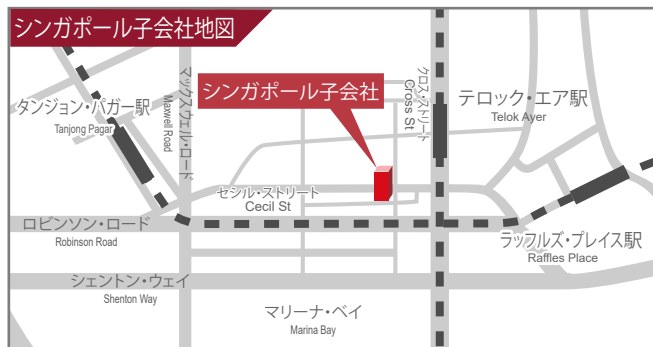 シンガポール子会社地図
シンガポール子会社
タンジョン・パガー駅
Tanjong Pagar
マックスウェル・ロード
Maxwell Road
クロス・ストリート
Cross St
テロック・エア駅
Telok Ayer
セシル・ストリート
Cecil St
ロビンソン・ロード
Robinson Road
ラッフルズ・プレイス駅
Raffles Place
シェントン・ウェイ
Shenton Way
マリーナ・ベイ
Marina Bay